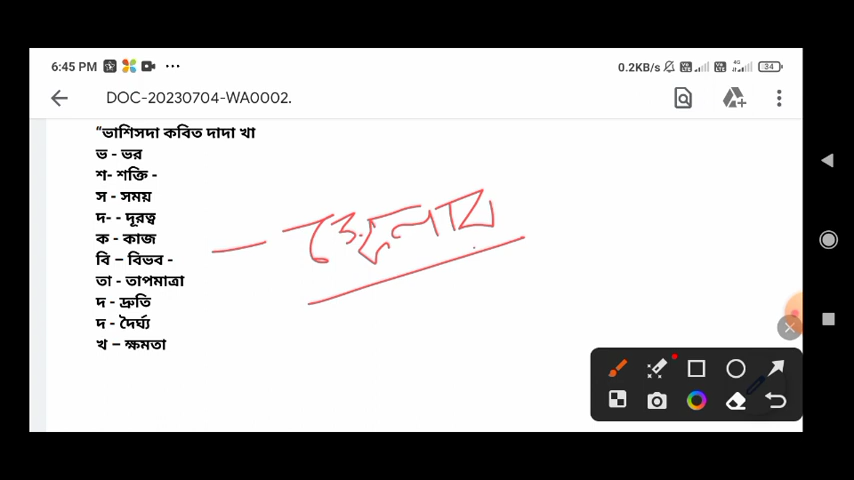 6:45 PM
0.2KB/s 34
DOC-20230704-WA0002.
"ভাশিসদা কবিত দাদা খা
ভ - ভর
শ- শক্তি -
স - সময়
দ- - দূরত্ব
ক - কাজ
বি – বিভব -
তা - তাপমাত্রা
দ - দ্রুতি
দ - দৈর্ঘ্য
খ – ক্ষমতা